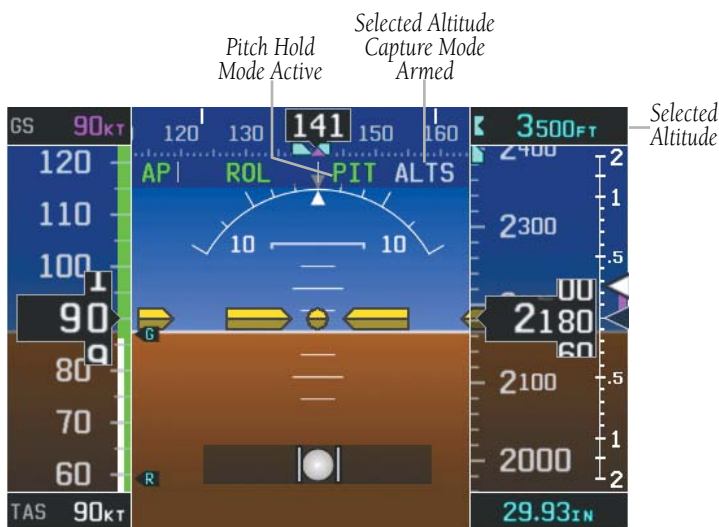 Selected Altitude
Capture Mode
Armed
Pitch Hold
Mode Active
Selected
Altitude
GS 90KT
120 130 141 150 160
3500FT
AP ROL PIT ALTS
120
110
100
1
90
9
80
70
60
TAS 90KT
10 10
G
R
2400
2300
00
2180
60
2100
2000
2
1
.5
.5
1
2
29.93IN